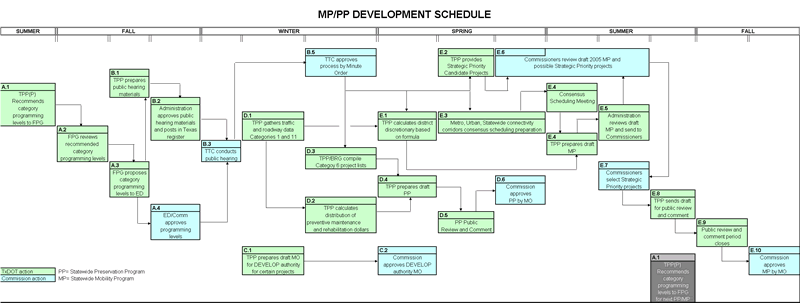 MP/PP DEVELOPMENT SCHEDULE
SUMMER
FALL
WINTER
SPRING
SUMMER
FALL
A.1
TPP(P)
Recommends
category
programming
levels to FPG
A.2
FPG reviews
recommended
category
programming levels
B.1
TPP prepares
public hearing
materials
A.3
FPG proposes
category
programming
levels to ED
B.2
Administration
approves public
hearing materials
and posts in Texas
register
A.4
ED/Comm
approves
programming
levels
B.3
TTC conducts
public hearing
B.5
TTC approves
process by Minute
Order
D.1
TPP gathers traffic
and roadway data
Categories 1 and 11
D.3
TPP/BRG compile
Category 6 project lists
D.2
TPP calculates
distribution of
preventive maintenance
and rehabilitation dollars
C.1
TPP prepares draft MO
for DEVELOP authority
for certain projects
C.2
Commission
approves DEVELOP
authority MO
E.1
TPP calculates district
discretionary based on
formula
D.4
TPP prepares draft
PP
D.5
PP Public
Review and Comment
D.6
Commission
approves
PP by MO
E.2
TPP provides
Strategic Priority
Candidate Projects
E.3
Metro, Urban, Statewide connectivity
corridors consensus scheduling preparation
E.6
Commissioners review draft 2005 MP and
possible Strategic Priority projects
E.4
Consensus
Scheduling Meeting
E.4
TPP prepares draft
MP
E.5
Administration
reviews draft
MP and send to
Commissioners
E.7
Commissioners
select Strategic
Priority projects
E.8
TPP sends draft
for public review
and comment
E.9
Public review and
comment period
closes
E.10
Commission
approves
MP by MO
A.1
TPP(P)
Recommends
category
programming
levels to FPG
for next PP/MP
TxDOT action
Commission action
PP= Statewide Preservation Program
MP= Statewide Mobility Program